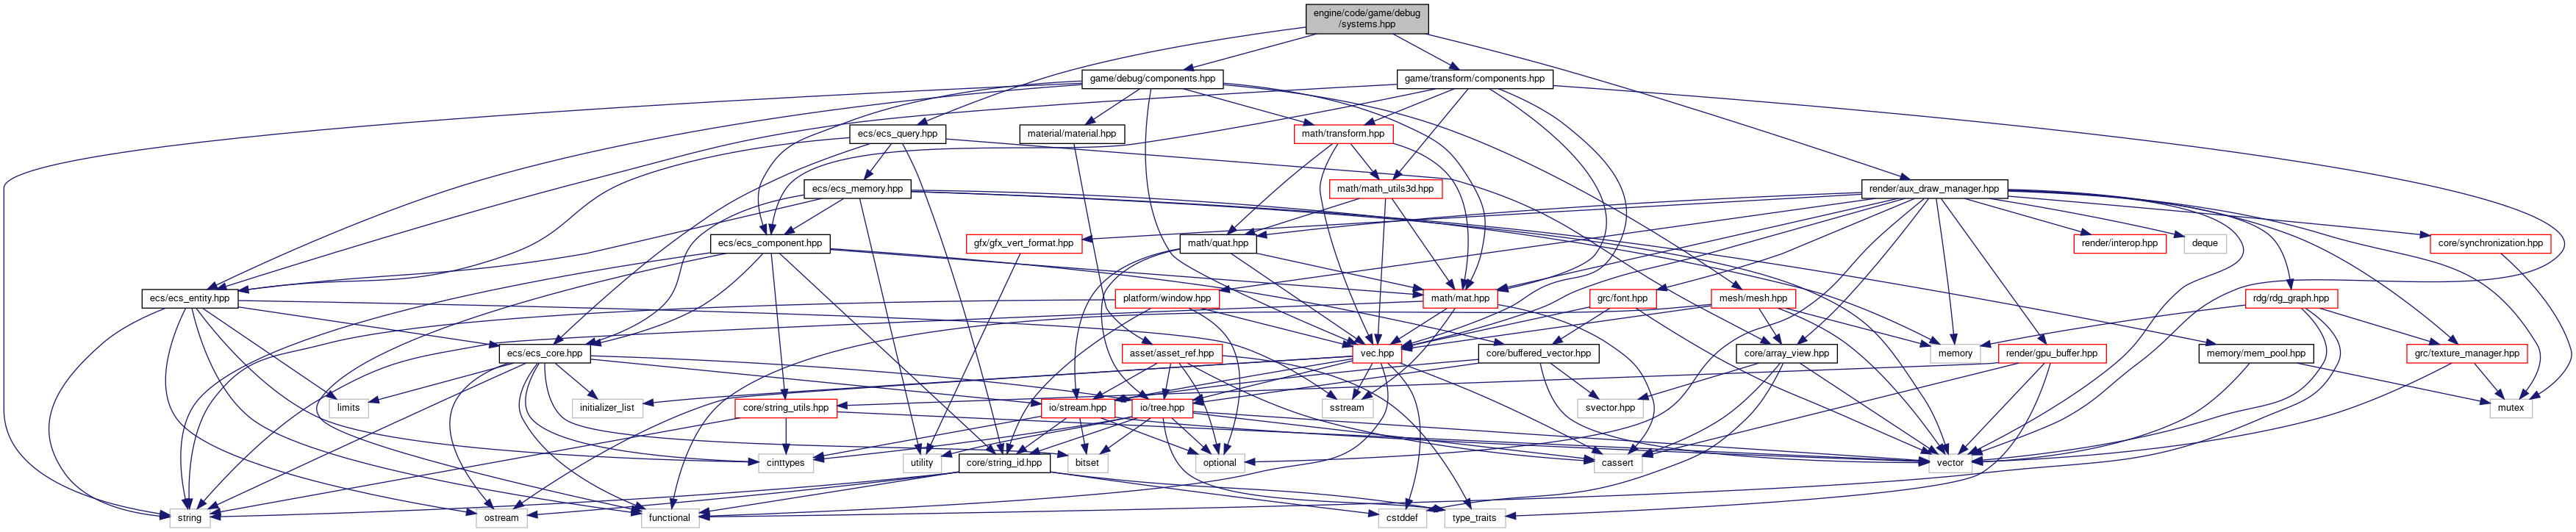 engine/code/game/debug
/systems.hpp
game/debug/components.hpp
game/transform/components.hpp
ecs/ecs_query.hpp
material/material.hpp
math/transform.hpp
ecs/ecs_memory.hpp
math/math_utils3d.hpp
render/aux_draw_manager.hpp
ecs/ecs_component.hpp
gfx/gfx_vert_format.hpp
math/quat.hpp
render/interop.hpp
deque
core/synchronization.hpp
ecs/ecs_entity.hpp
platform/window.hpp
math/mat.hpp
grc/font.hpp
mesh/mesh.hpp
rdg/rdg_graph.hpp
ecs/ecs_core.hpp
asset/asset_ref.hpp
vec.hpp
core/buffered_vector.hpp
core/array_view.hpp
memory
render/gpu_buffer.hpp
memory/mem_pool.hpp
grc/texture_manager.hpp
limits
initializer_list
core/string_utils.hpp
io/stream.hpp
io/tree.hpp
sstream
svector.hpp
mutex
cinttypes
utility
core/string_id.hpp
bitset
optional
cassert
vector
string
ostream
functional
cstddef
type_traits